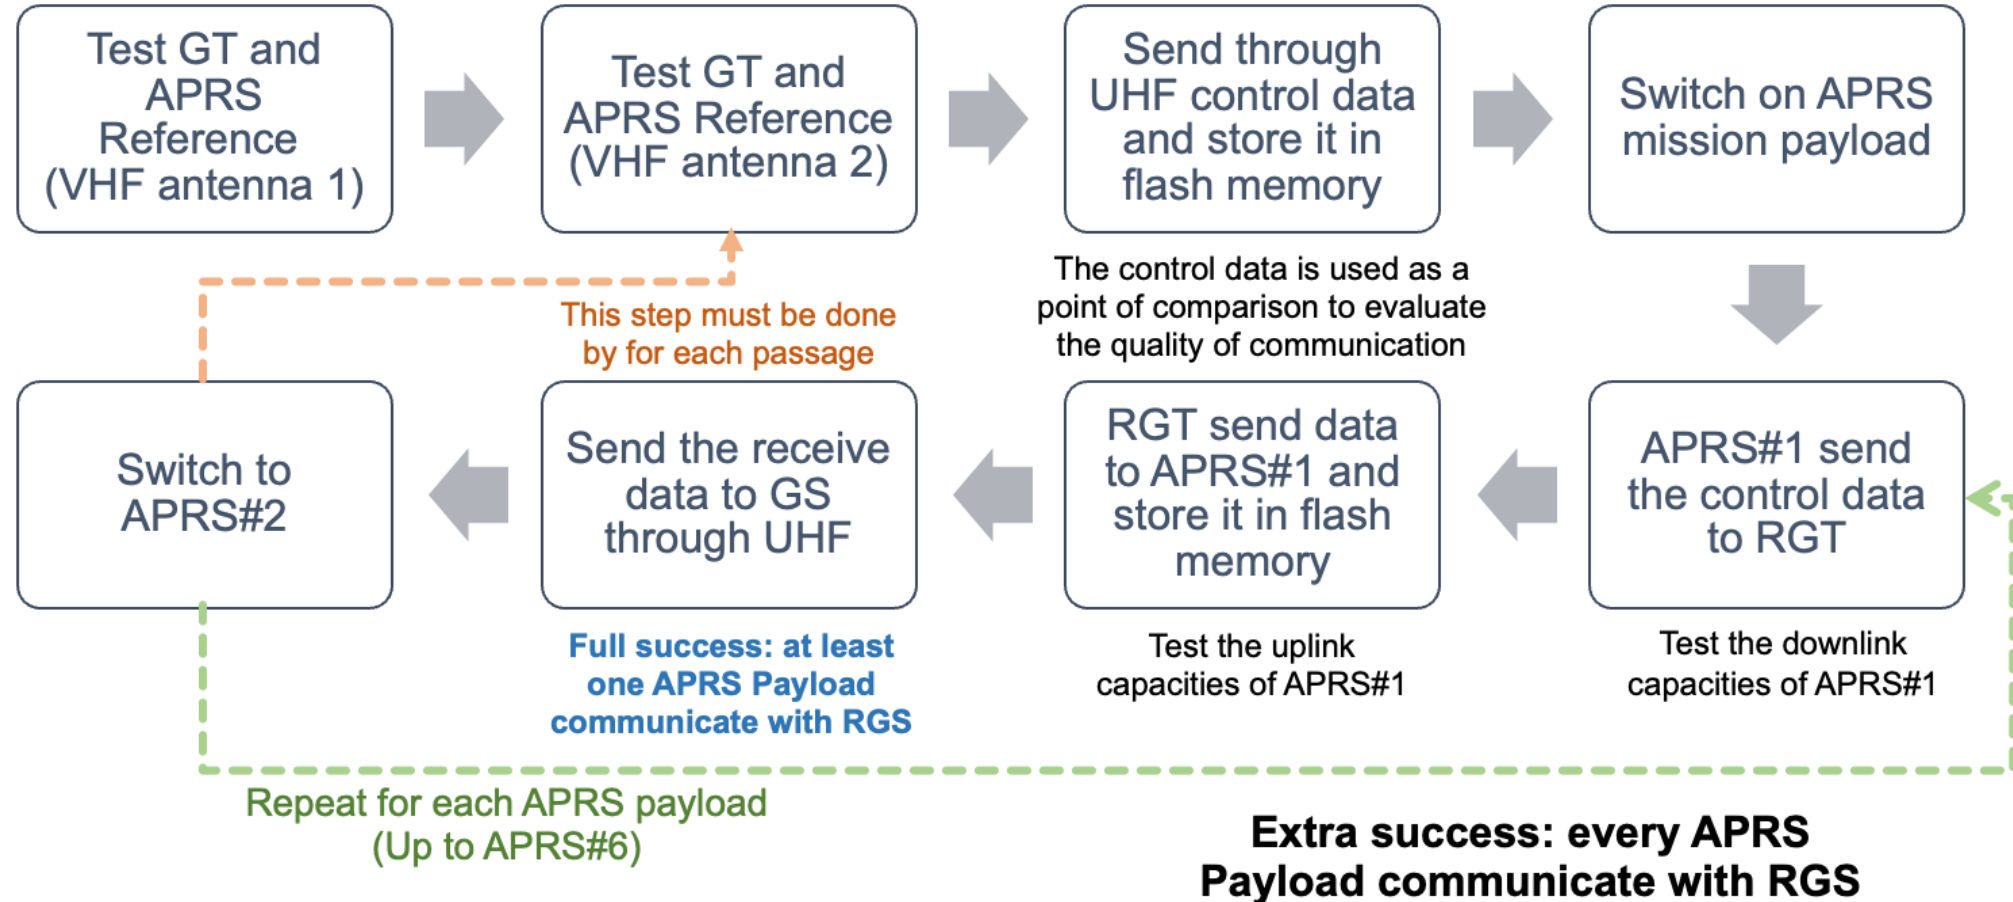 Test GT and
APRS
Reference
(VHF antenna 1)
Test GT and
APRS Reference
(VHF antenna 2)
Send through
UHF control data
and store it in
flash memory
Switch on APRS
mission payload
This step must be done
by for each passage
The control data is used as a
point of comparison to evaluate
the quality of communication
APRS#1 send
the control data
to RGT
RGT send data
to APRS#1 and
store it in flash
memory
Send the receive
data to GS
through UHF
Switch to
APRS#2
Test the downlink
capacities of APRS#1
Test the uplink
capacities of APRS#1
Full success: at least
one APRS Payload
communicate with RGS
Repeat for each APRS payload
(Up to APRS#6)
Extra success: every APRS
Payload communicate with RGS